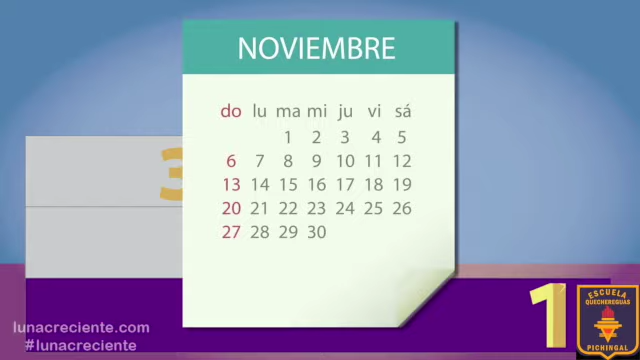 NOVIEMBRE
do lu ma mi ju vi sá
1 2 3 4 5
6 7 8 9 10 11 12
13 14 15 16 17 18 19
20 21 22 23 24 25 26
27 28 29 30
3
1
ESCUELA
QUECHEREGUAS
PICHINGAL
lunacreciente.com
#lunacreciente